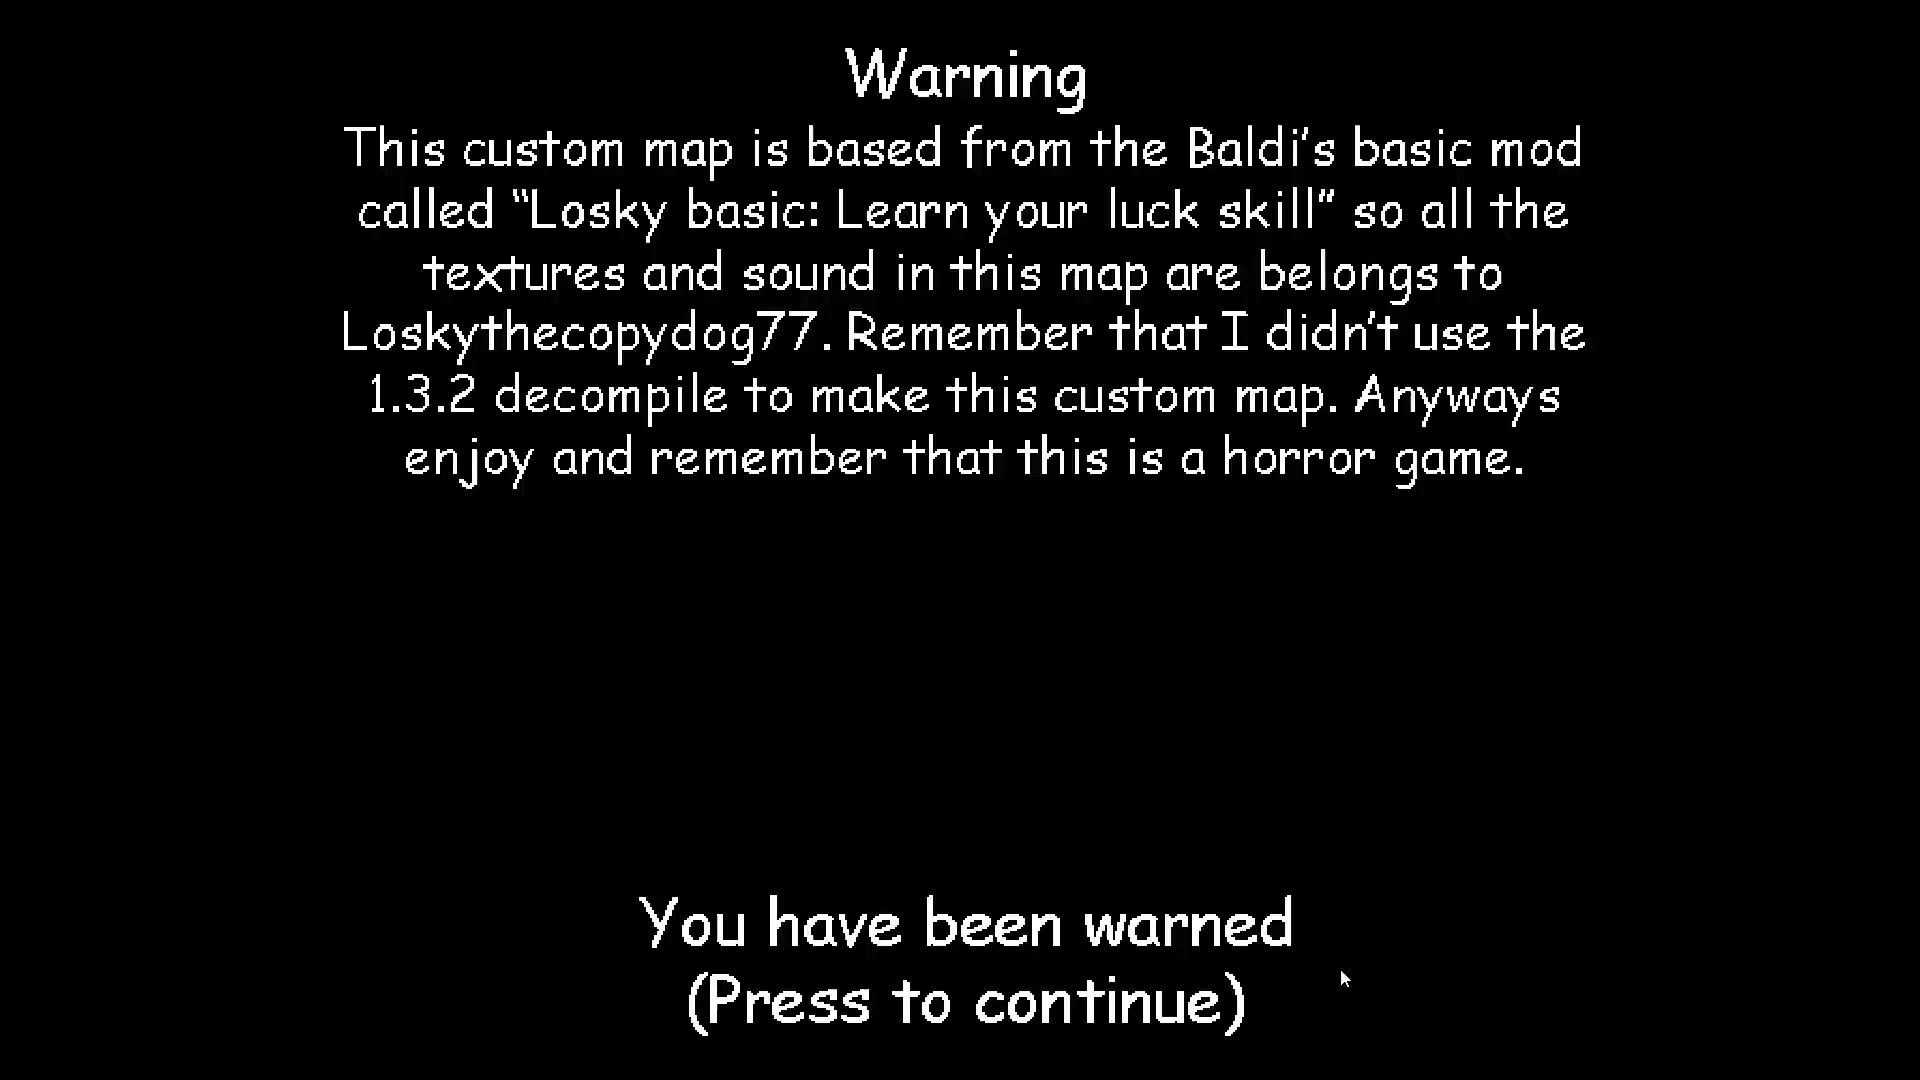 Warning
This custom map is based from the Baldi's basic mod
called “Losky basic: Learn your luck skill” so all the
textures and sound in this map are belongs to
Loskythecopydog77. Remember that I didn't use the
1.3.2 decompile to make this custom map. Anyways
enjoy and remember that this is a horror game.
You have been warned
(Press to continue)